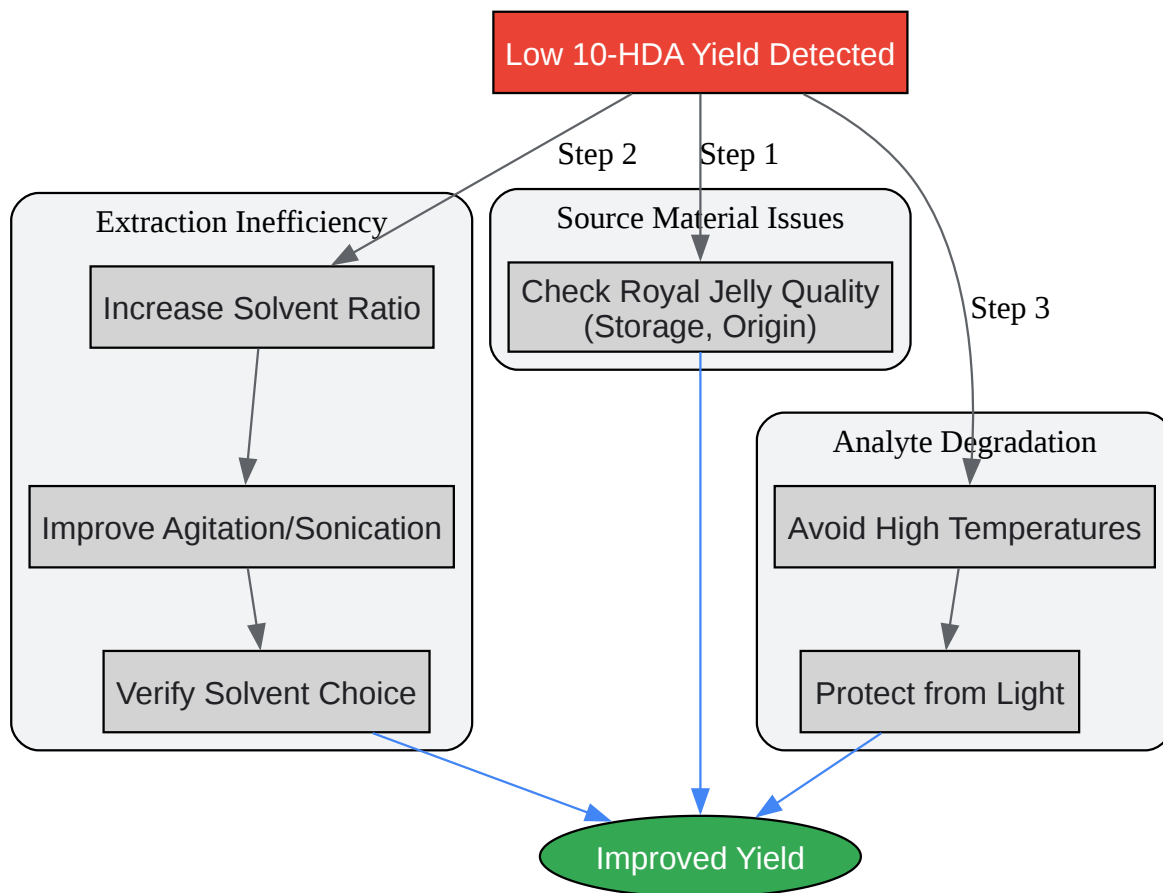 Low 10-HDA Yield Detected
Step 2
Step 1
Extraction Inefficiency
Source Material Issues
Increase Solvent Ratio
Check Royal Jelly Quality
(Storage, Origin)
Step 3
Analyte Degradation
Improve Agitation/Sonication
Avoid High Temperatures
Verify Solvent Choice
Protect from Light
Improved Yield